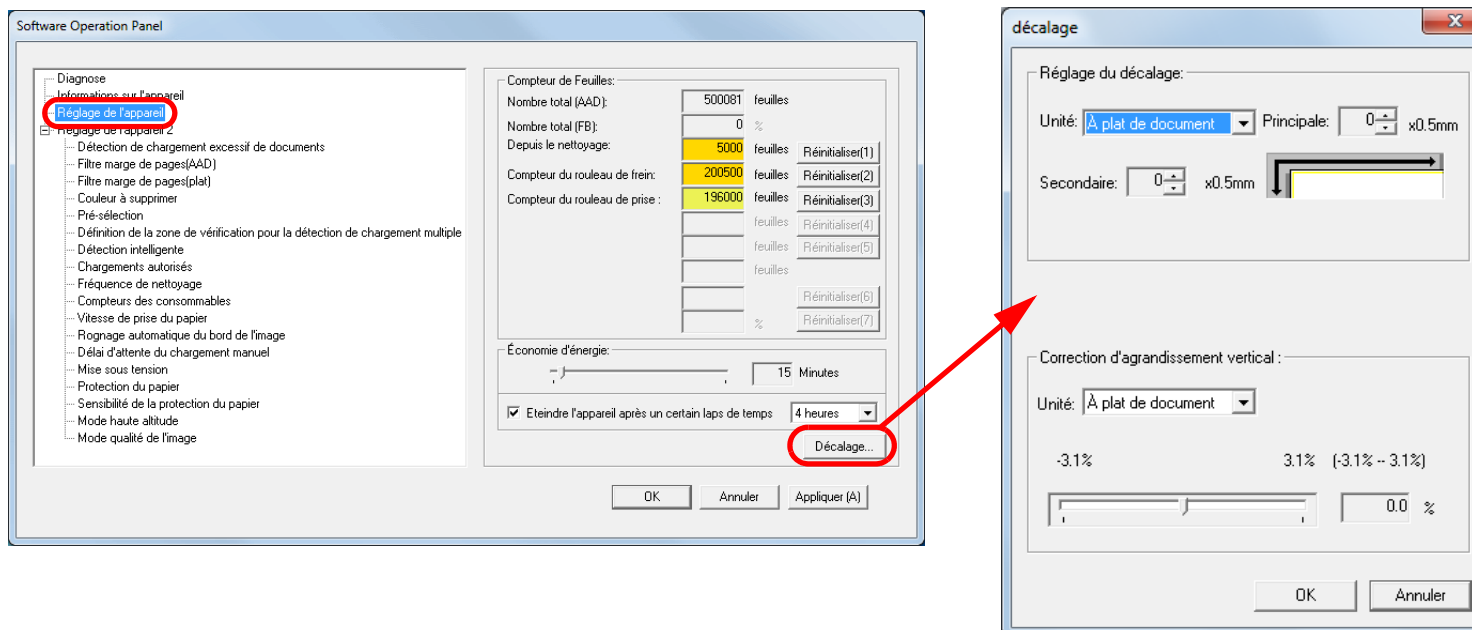 Software Operation Panel
Diagnose
Informations sur l'appareil
Réglage de l'appareil
Réglage de l'appareil 2
Détection de chargement excessif de documents
Filtre marge de pages(AAD)
Filtre marge de pages(plat)
Couleur à supprimer
Pré-sélection
Définition de la zone de vérification pour la détection de chargement multiple
Détection intelligente
Chargements autorisés
Fréquence de nettoyage
Compteurs des consommables
Vitesse de prise du papier
Rognage automatique du bord de l'image
Délai d'attente du chargement manuel
Mise sous tension
Protection du papier
Sensibilité de la protection du papier
Mode haute altitude
Mode qualité de l'image
Compteur de Feuilles:
Nombre total (AAD): 500081 feuilles
Nombre total (FB): 0 %
Depuis le nettoyage: 5000 feuilles Réinitialiser(1)
Compteur du rouleau de frein: 200500 feuilles Réinitialiser(2)
Compteur du rouleau de prise : 196000 feuilles Réinitialiser(3)
feuilles Réinitialiser(4)
feuilles Réinitialiser(5)
feuilles
Réinitialiser(6)
% Réinitialiser(7)
Économie d'énergie:
15 Minutes
Eteindre l'appareil après un certain laps de temps 4 heures
Décalage...
OK Annuler Appliquer (A)
décalage
Réglage du décalage:
Unité: À plat de document Principale: 0 x0.5mm
Secondaire: 0 x0.5mm
Correction d'agrandissement vertical :
Unité: À plat de document
-3.1% 3.1% (-3.1% -- 3.1%)
0.0 %
OK Annuler